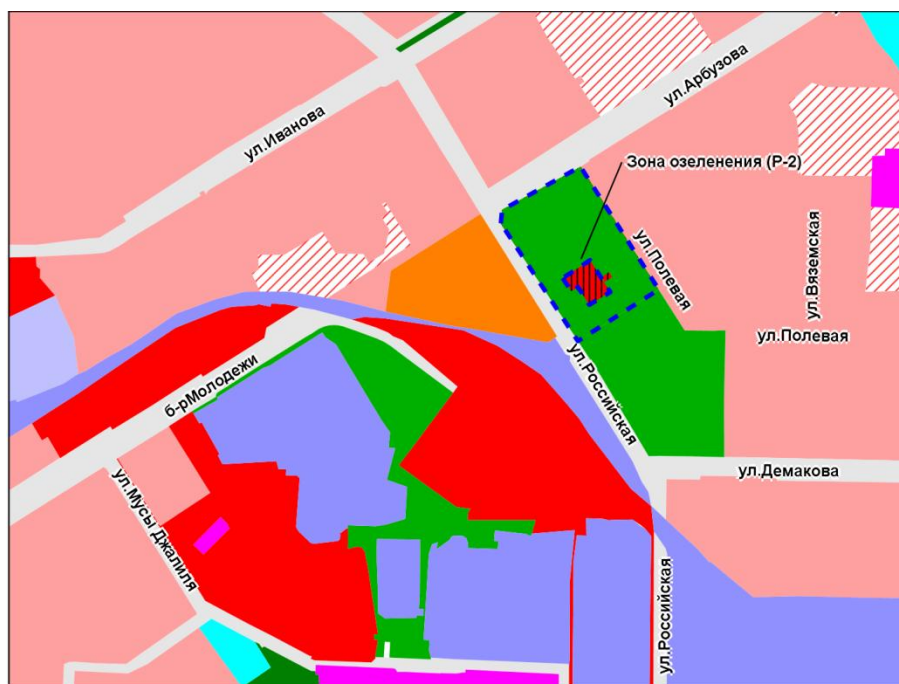 ул.Арбузова
ул.Иванова
Зона озеленения (Р-2)
ул.Полевая
ул.Вяземская
ул.Полевая
ул.Российская
б-рМолодежи
ул.Демакова
ул.Мусы Джалиля
ул.Российская